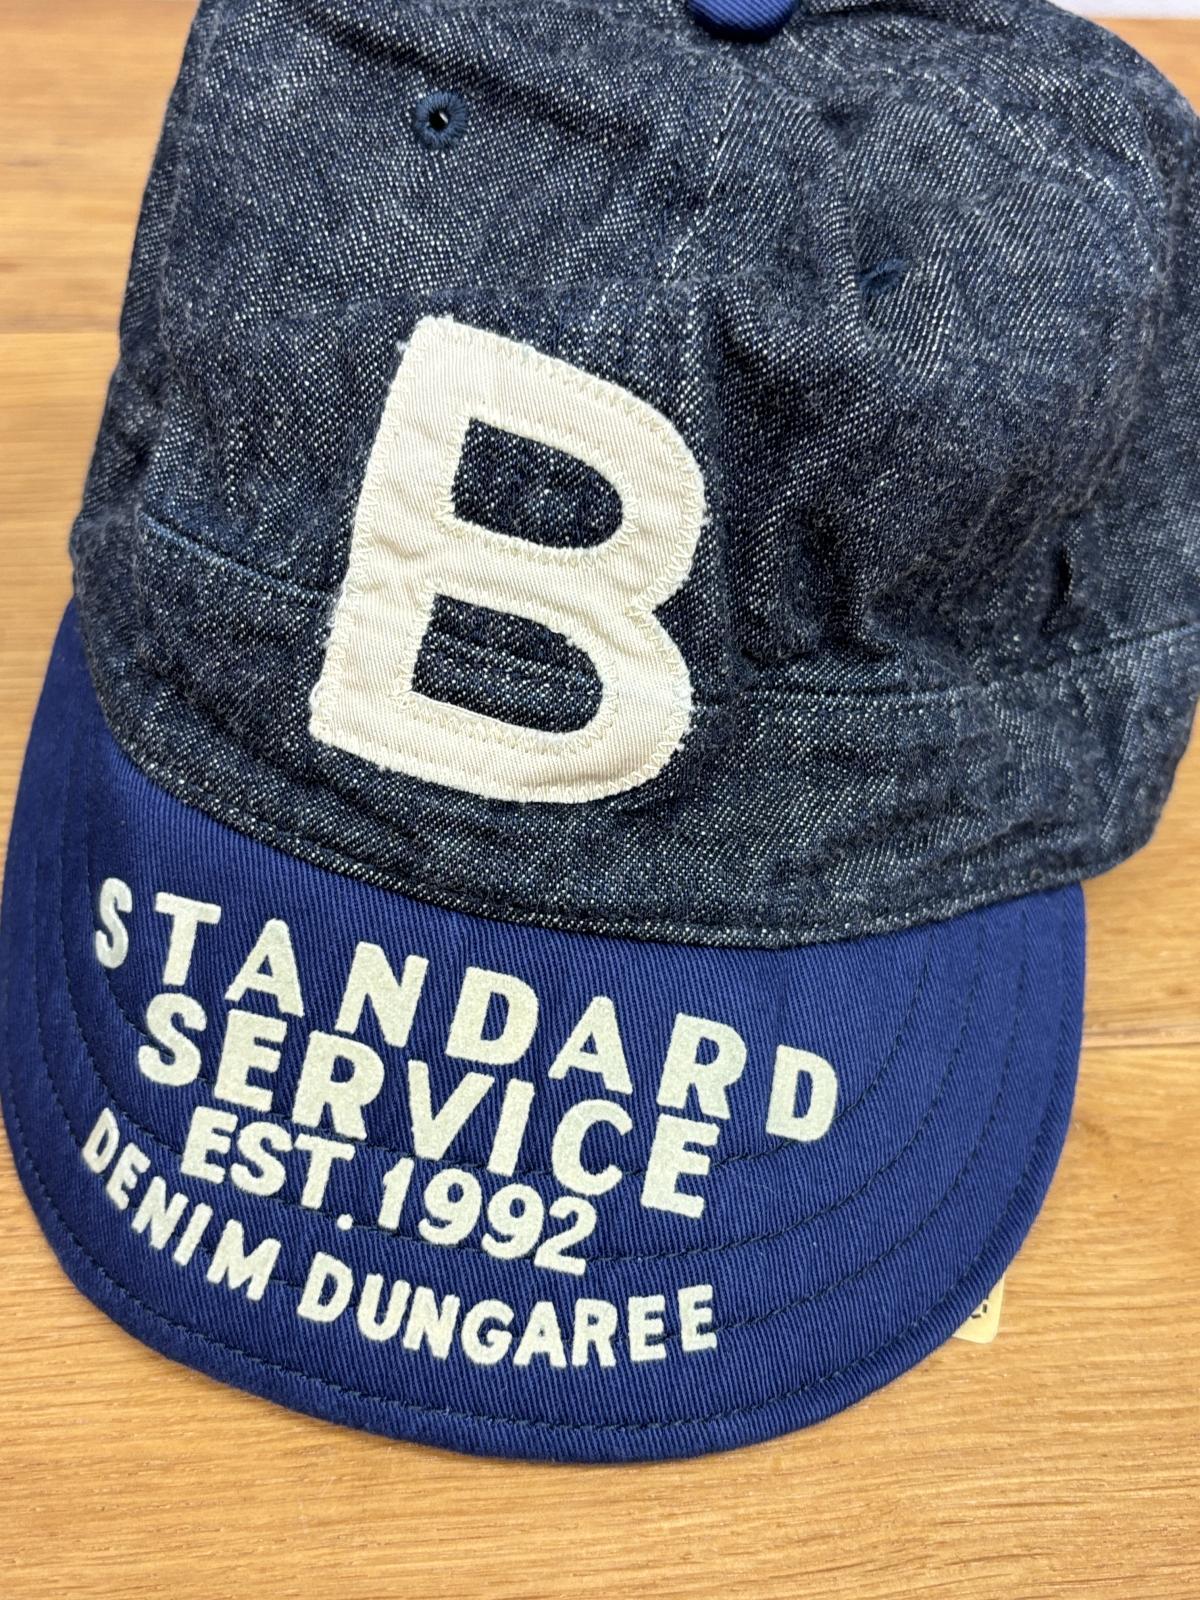 B
STANDARD
SERVICE
EST. 1992
DENIM DUNGAREE